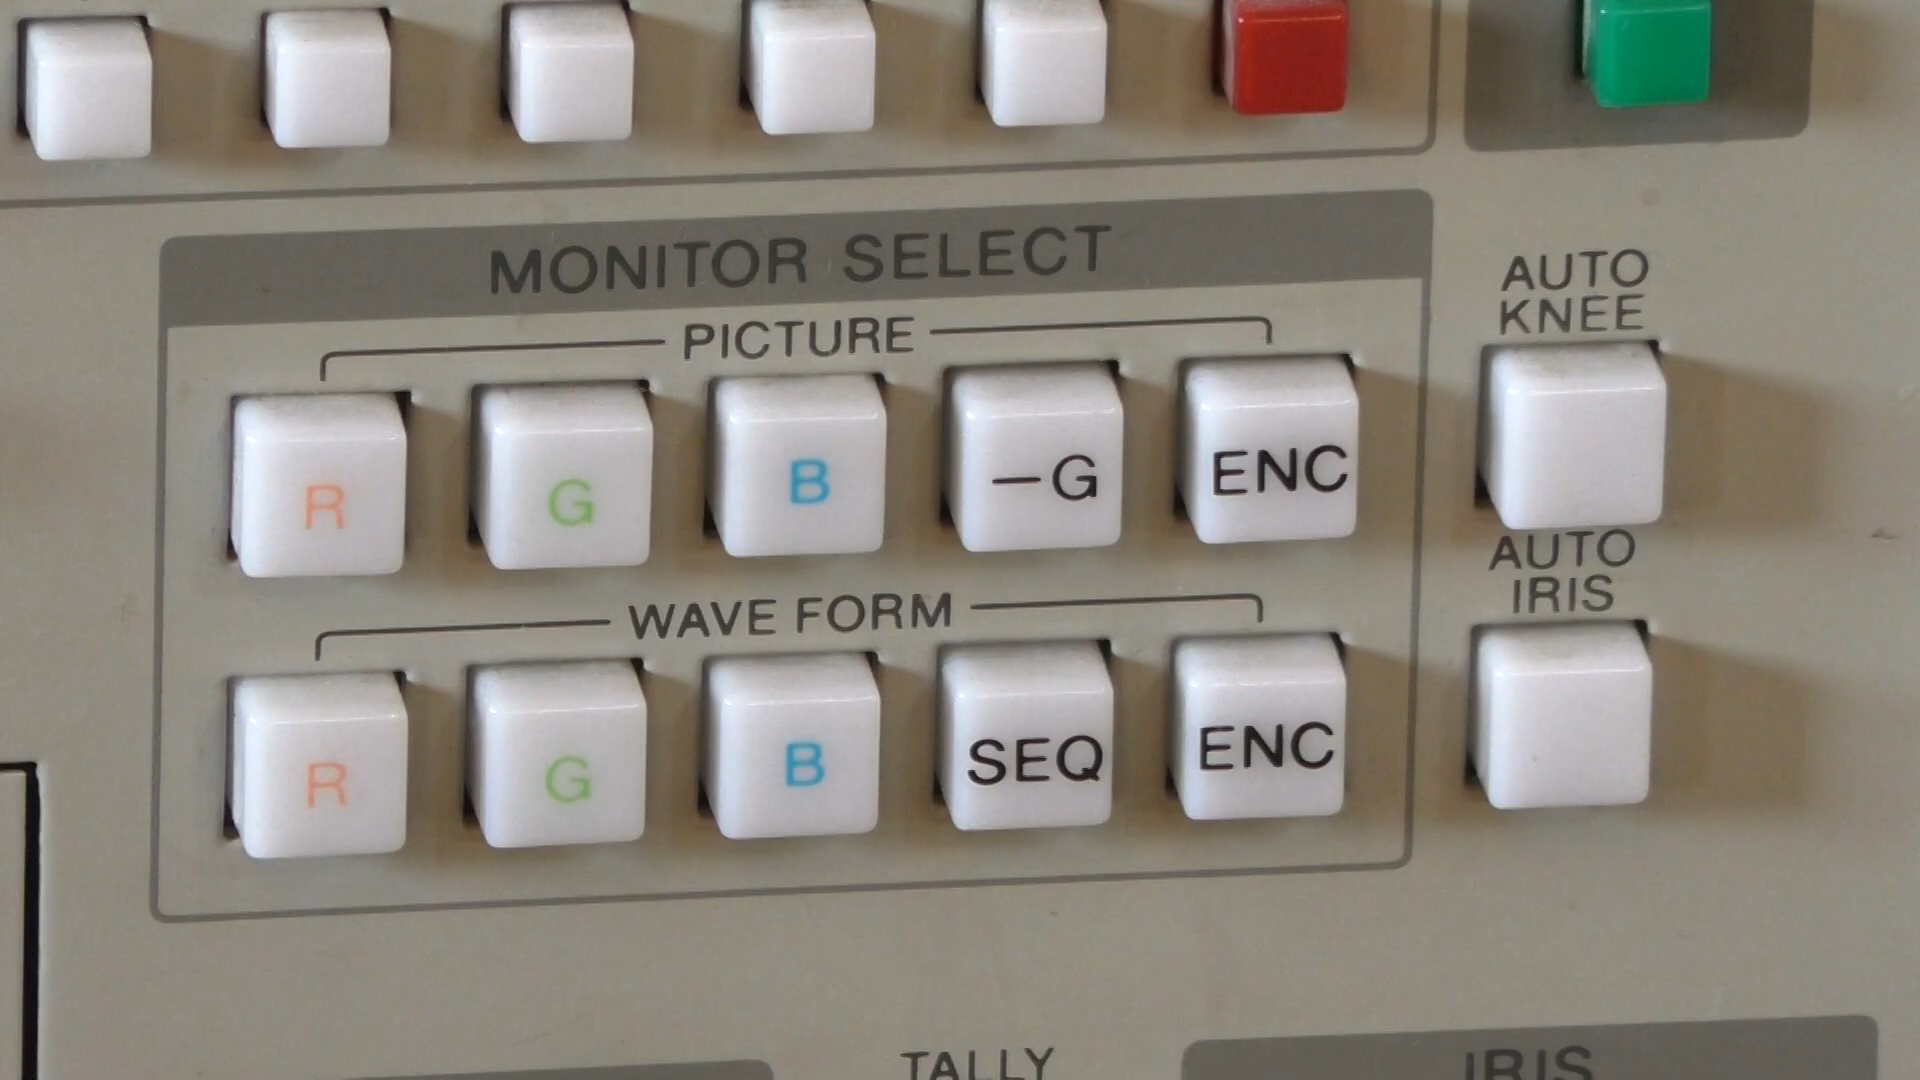 MONITOR SELECT
PICTURE
R G B —G ENC
AUTO
KNEE
WAVE FORM
R G B SEQ ENC
AUTO
IRIS
TALLY
IRIS